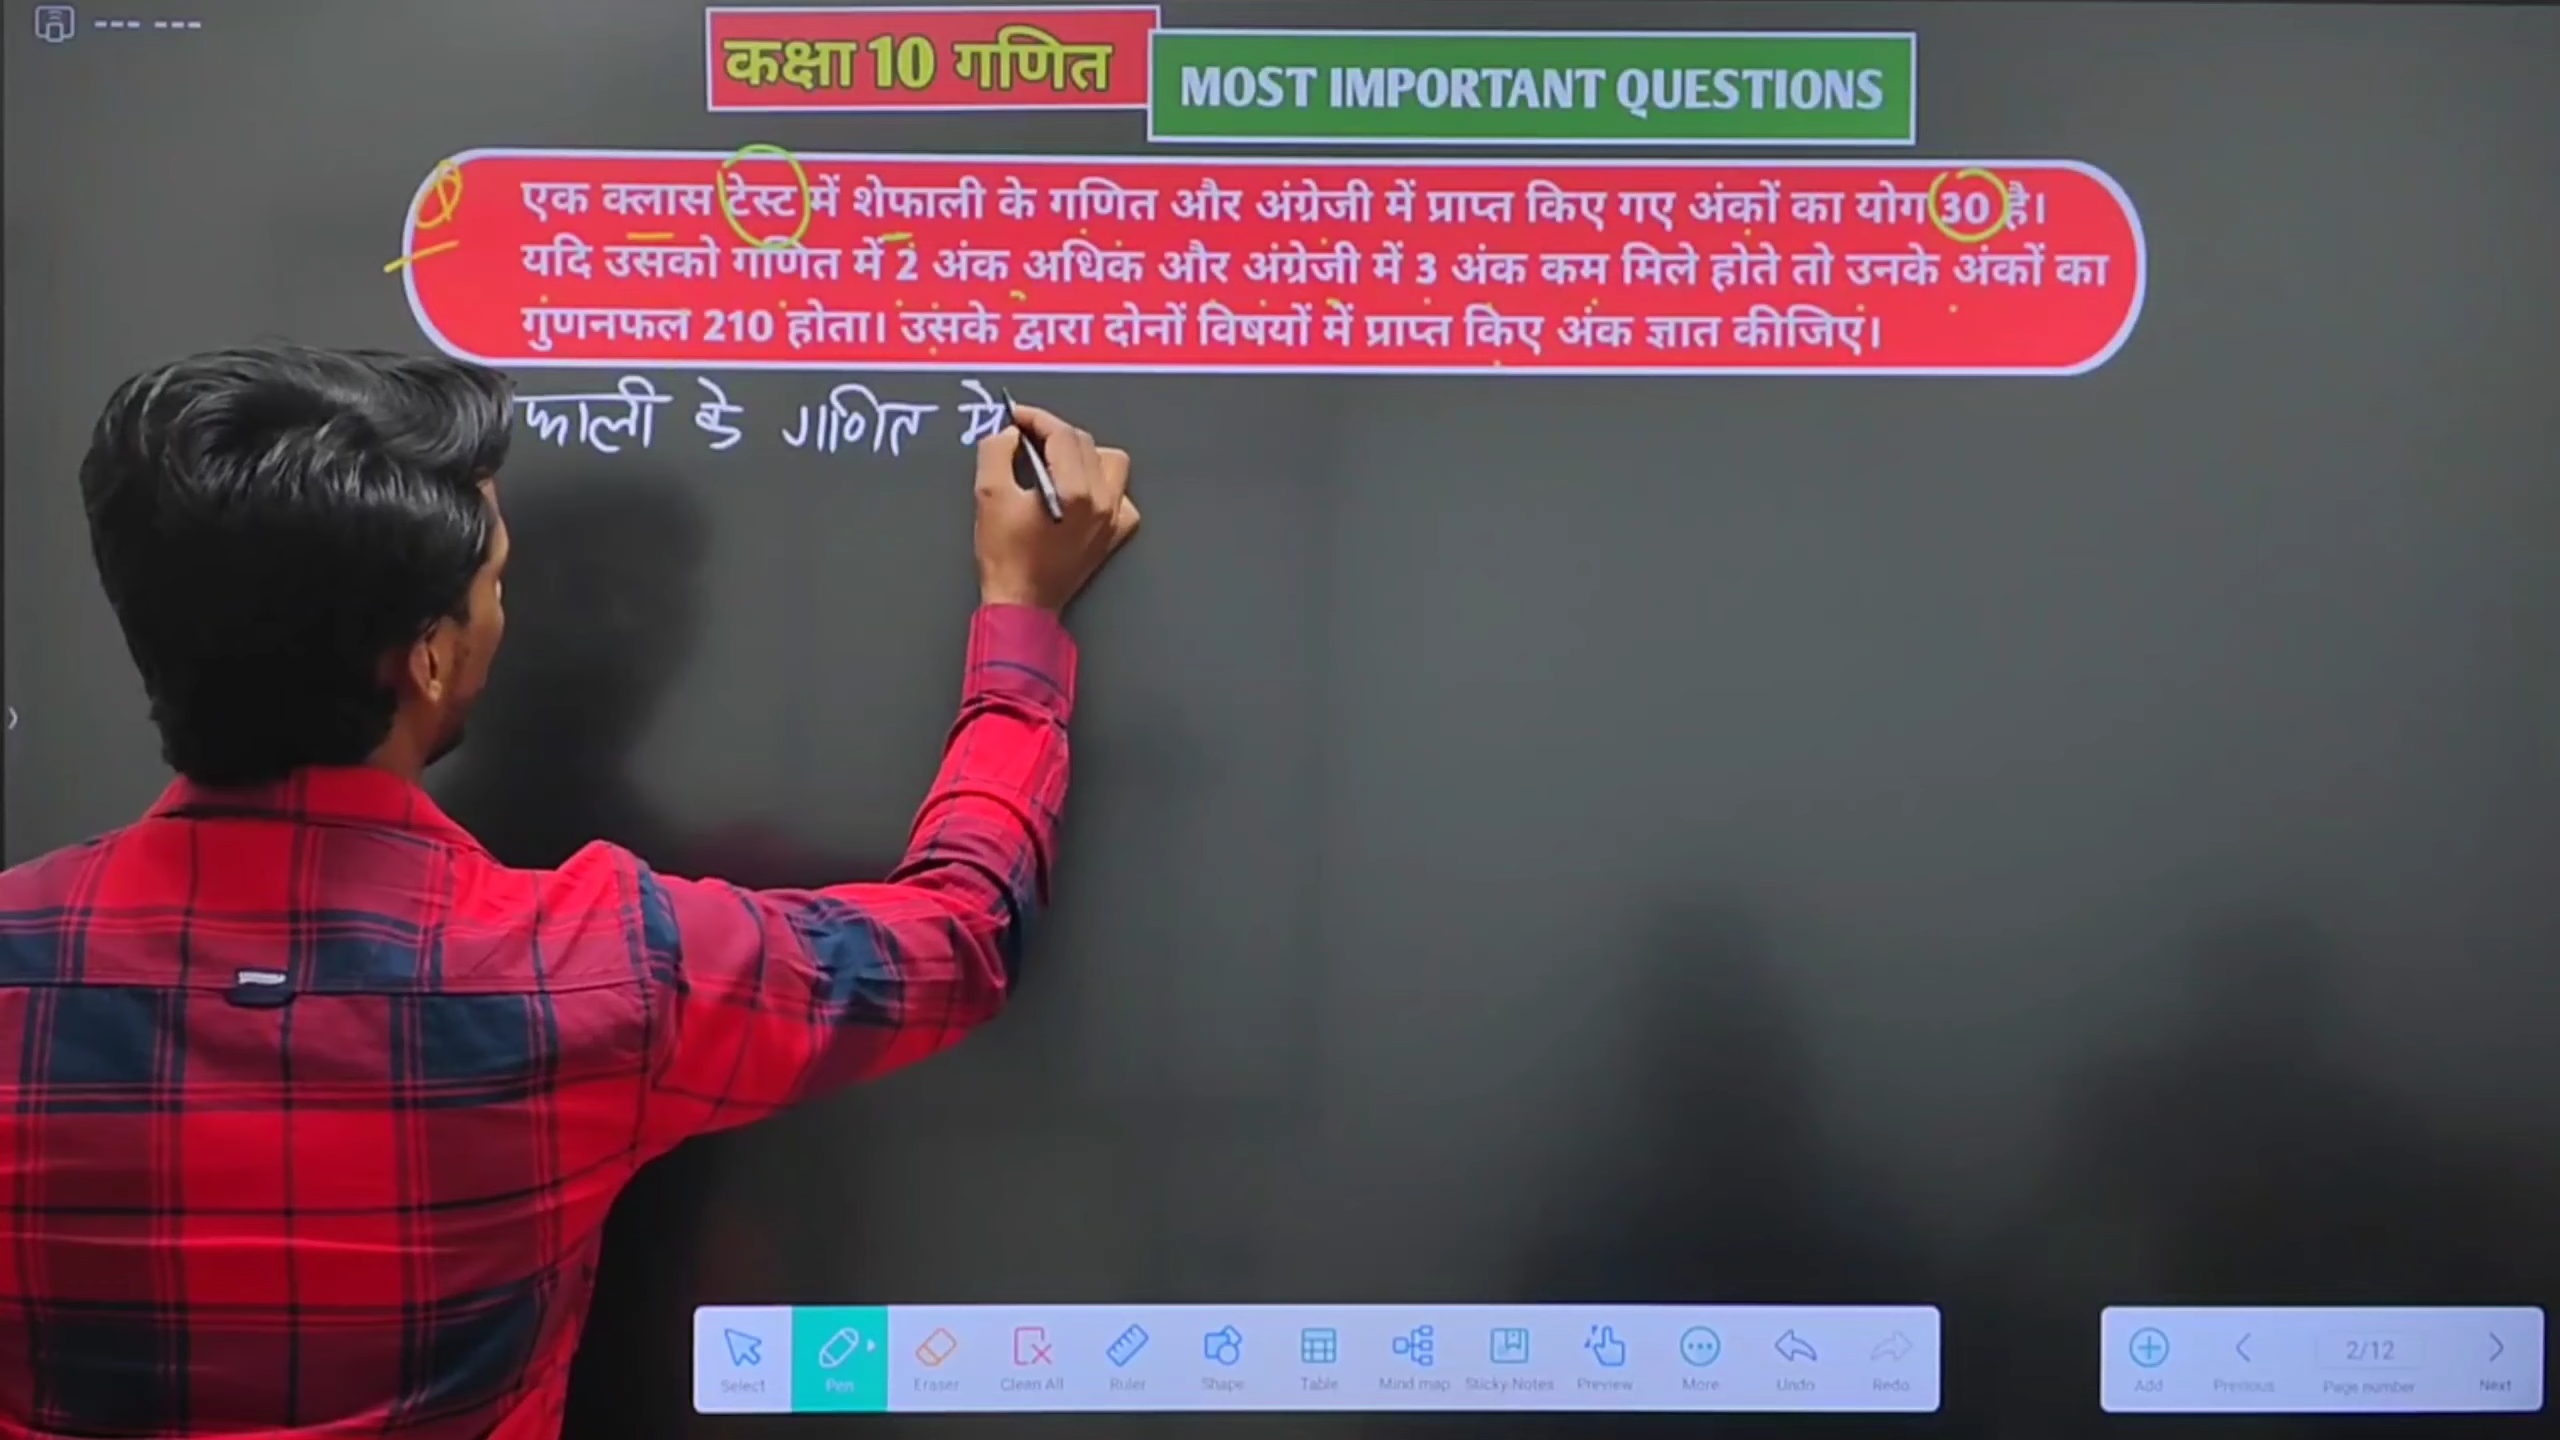 --- ---
कक्षा 10 गणित
MOST IMPORTANT QUESTIONS
एक क्लास टेस्ट में शेफाली के गणित और अंग्रेजी में प्राप्त किए गए अंकों का योग 30 है।
यदि उसको गणित में 2 अंक अधिक और अंग्रेजी में 3 अंक कम मिले होते तो उनके अंकों का
गुणनफल 210 होता। उसके द्वारा दोनों विषयों में प्राप्त किए अंक ज्ञात कीजिए।
फाली के गणित मे
Select Pen Eraser Clean All Ruler Shape Table Mind map Sticky Notes Preview More Undo Redo
Add Previous 2/12 Page number Next